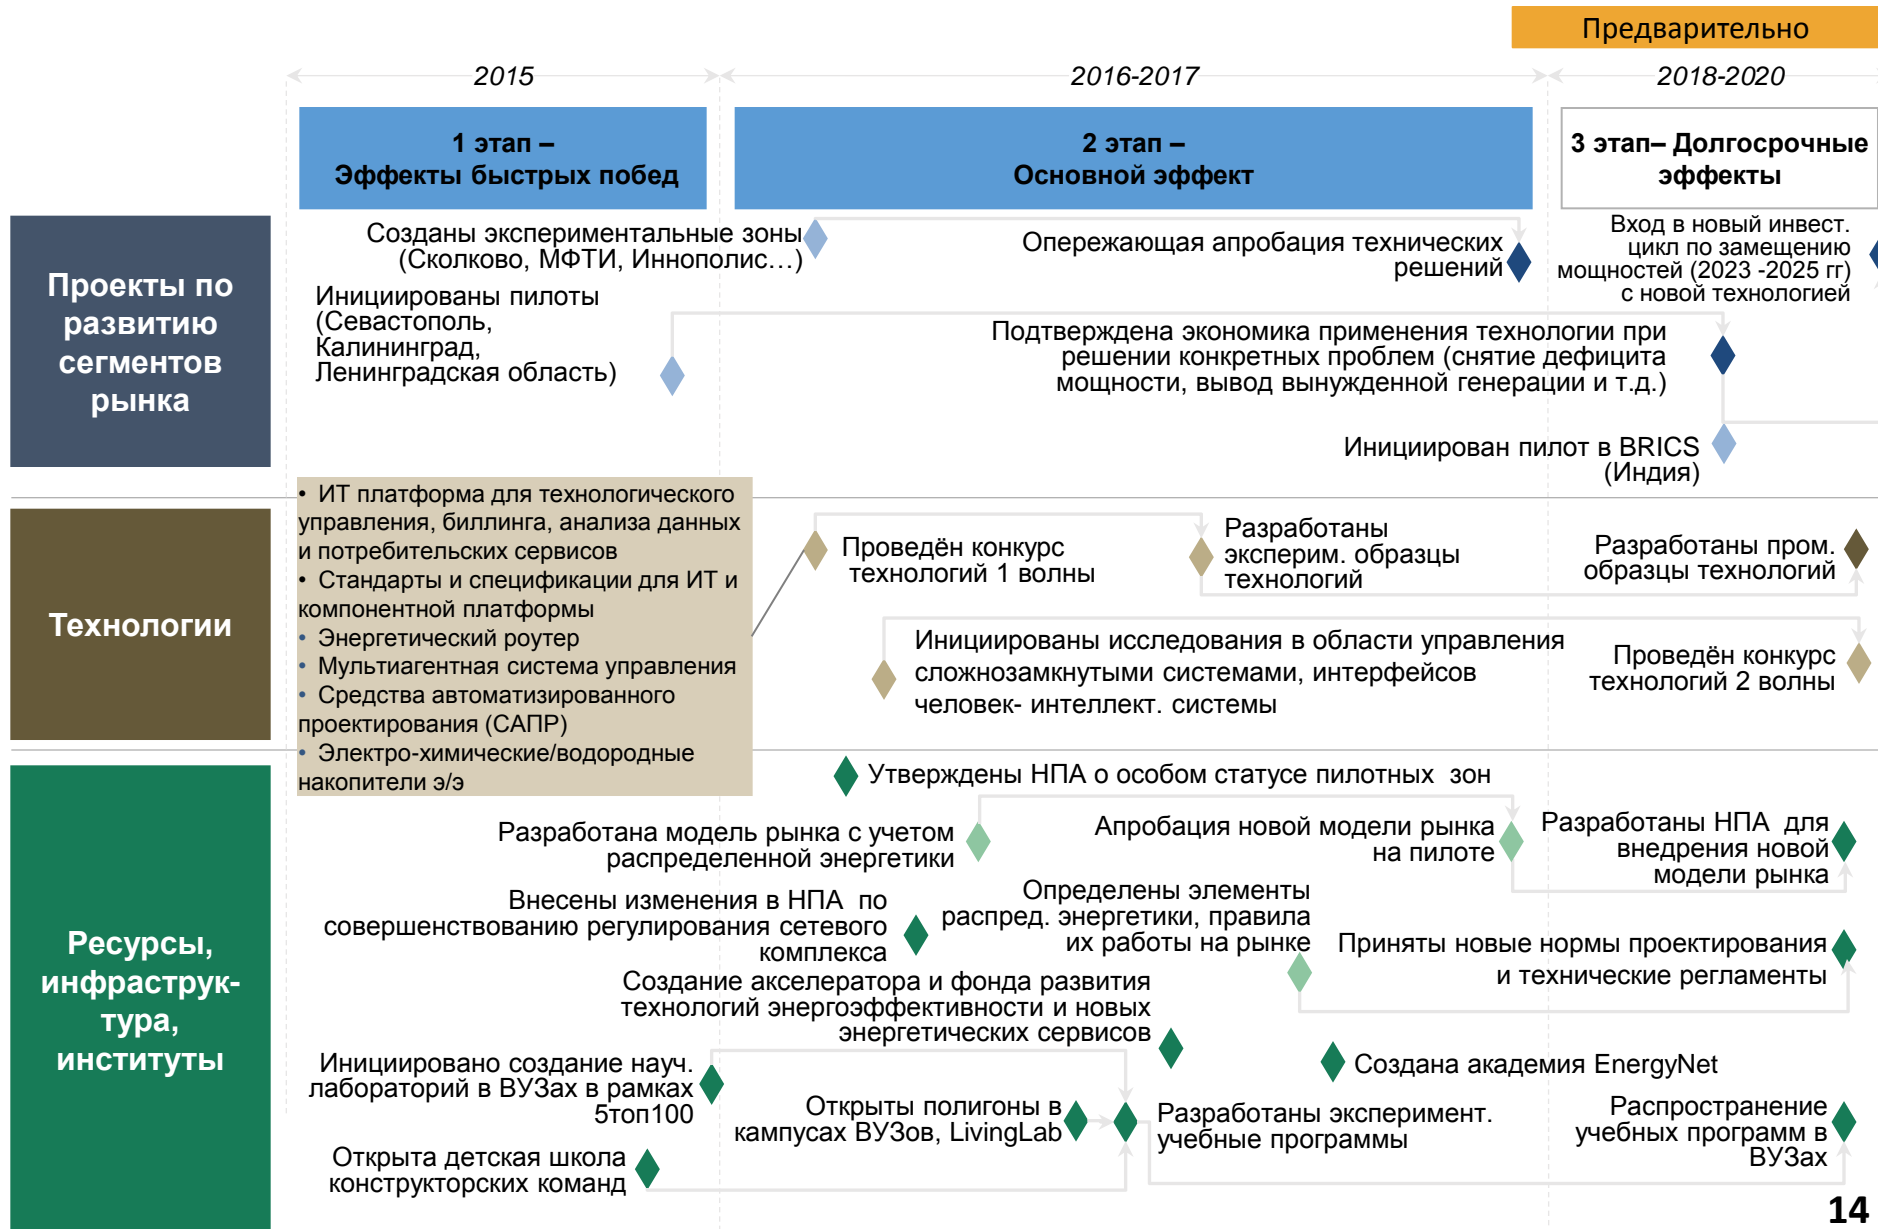 Предварительно
2015
2016-2017
2018-2020
1 этап –
Эффекты быстрых побед
2 этап –
Основной эффект
3 этап– Долгосрочные
эффекты
Проекты по
развитию
сегментов
рынка
Созданы экспериментальные зоны
(Сколково, МФТИ, Иннополис…)
Опережающая апробация технических
решений
Вход в новый инвест.
цикл по замещению
мощностей (2023 -2025 гг)
с новой технологией
Инициированы пилоты
(Севастополь,
Калининград,
Ленинградская область)
Подтверждена экономика применения технологии при
решении конкретных проблем (снятие дефицита
мощности, вывод вынужденной генерации и т.д.)
Инициирован пилот в BRICS
(Индия)
Технологии
• ИТ платформа для технологического
управления, биллинга, анализа данных
и потребительских сервисов
• Стандарты и спецификации для ИТ и
компонентной платформы
• Энергетический роутер
• Мультиагентная система управления
• Средства автоматизированного
проектирования (САПР)
• Электро-химические/водородные
накопители э/э
Проведён конкурс
технологий 1 волны
Разработаны
эксперим. образцы
технологий
Разработаны пром.
образцы технологий
Инициированы исследования в области управления
сложнозамкнутыми системами, интерфейсов
человек- интеллект. системы
Проведён конкурс
технологий 2 волны
Ресурсы,
инфраструк-
тура,
институты
Утверждены НПА о особом статусе пилотных зон
Разработана модель рынка с учетом
распределенной энергетики
Апробация новой модели рынка
на пилоте
Разработаны НПА для
внедрения новой
модели рынка
Внесены изменения в НПА по
совершенствованию регулирования сетевого
комплекса
Определены элементы
распред. энергетики, правила
их работы на рынке
Приняты новые нормы проектирования
и технические регламенты
Создание акселератора и фонда развития
технологий энергоэффективности и новых
энергетических сервисов
Инициировано создание науч.
лабораторий в ВУЗах в рамках
5топ100
Создана академия EnergyNet
Открыты полигоны в
кампусах ВУЗов, LivingLab
Разработаны эксперимент.
учебные программы
Распространение
учебных программ в
ВУЗах
Открыта детская школа
конструкторских команд
14